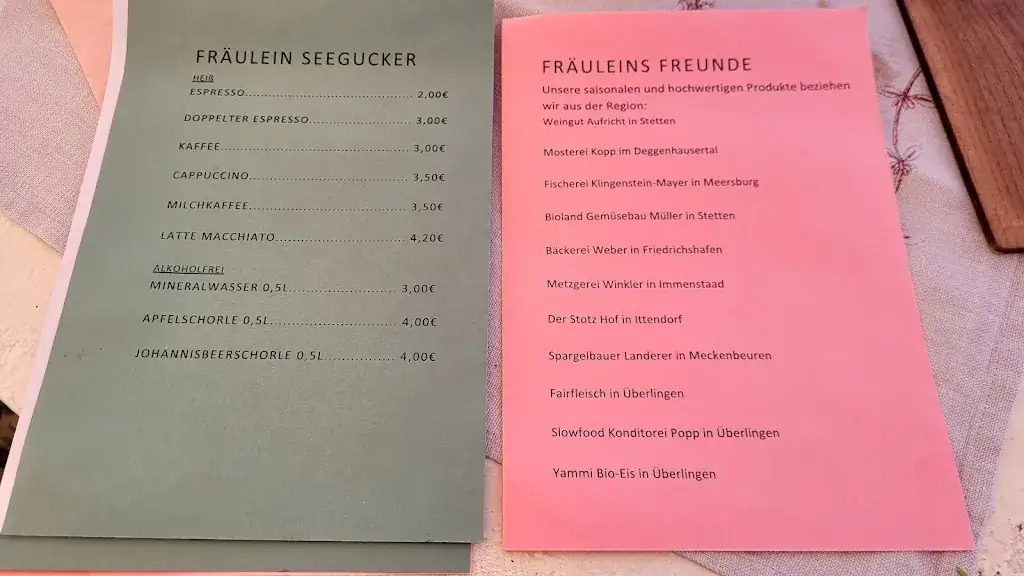 FRÄULEIN SEEGUCKER
HEIß
ESPRESSO.......................................... 2,00€
DOPPELTER ESPRESSO......................... 3,00€
KAFFEE.............................................. 3,00€
CAPPUCCINO...................................... 3,50€
MILCHKAFFEE...................................... 3,50€
LATTE MACCHIATO................................ 4,20€
ALKOHOLFREI
MINERALWASSER 0,5L........................... 3,00€
APFELSCHORLE 0,5L............................. 4,00€
JOHANNISBEERSCHORLE 0,5L................ 4,00€
FRÄULEINS FREUNDE
Unsere saisonalen und hochwertigen Produkte beziehen
wir aus der Region:
Weingut Aufricht in Stetten
Mosterei Kopp im Deggenhausertal
Fischerei Klingenstein-Mayer in Meersburg
Bioland Gemüsebau Müller in Stetten
Bäckerei Weber in Friedrichshafen
Metzgerei Winkler in Immenstaad
Der Stotz Hof in Ittendorf
Spargelbauer Landerer in Meckenbeuren
Fairfleisch in Überlingen
Slowfood Konditorei Popp in Überlingen
Yammi Bio-Eis in Überlingen